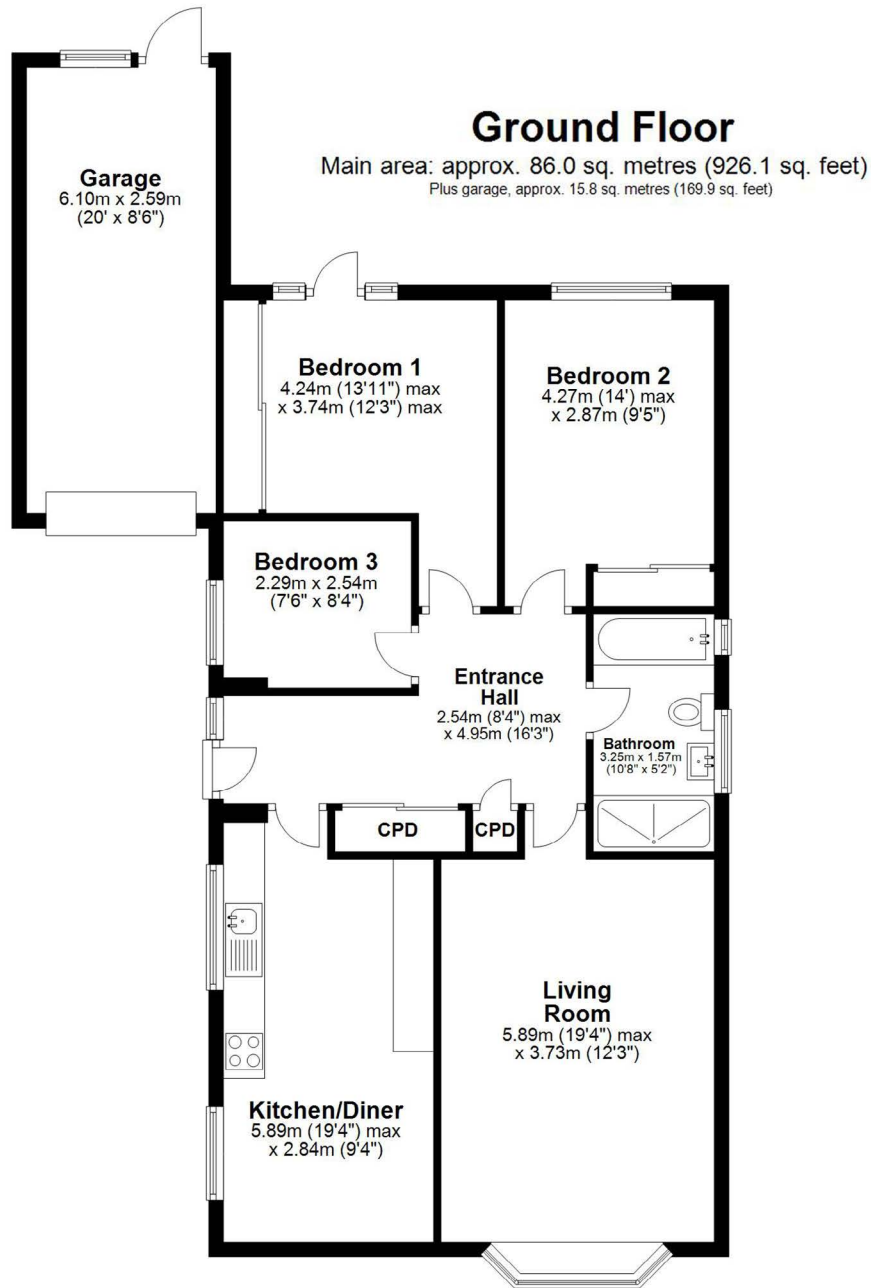 Ground Floor
Main area: approx. 86.0 sq. metres (926.1 sq. feet)
Plus garage, approx. 15.8 sq. metres (169.9 sq. feet)
Garage
6.10m x 2.59m
(20' x 8'6")
Bedroom 1
4.24m (13'11") max
x 3.74m (12'3") max
Bedroom 2
4.27m (14') max
x 2.87m (9'5")
Bedroom 3
2.29m x 2.54m
(7'6" x 8'4")
Entrance
Hall
2.54m (8'4") max
x 4.95m (16'3")
Bathroom
3.25m x 1.57m
(10'8" x 5'2")
CPD
CPD
Living
Room
5.89m (19'4") max
x 3.73m (12'3")
Kitchen/Diner
5.89m (19'4") max
x 2.84m (9'4")